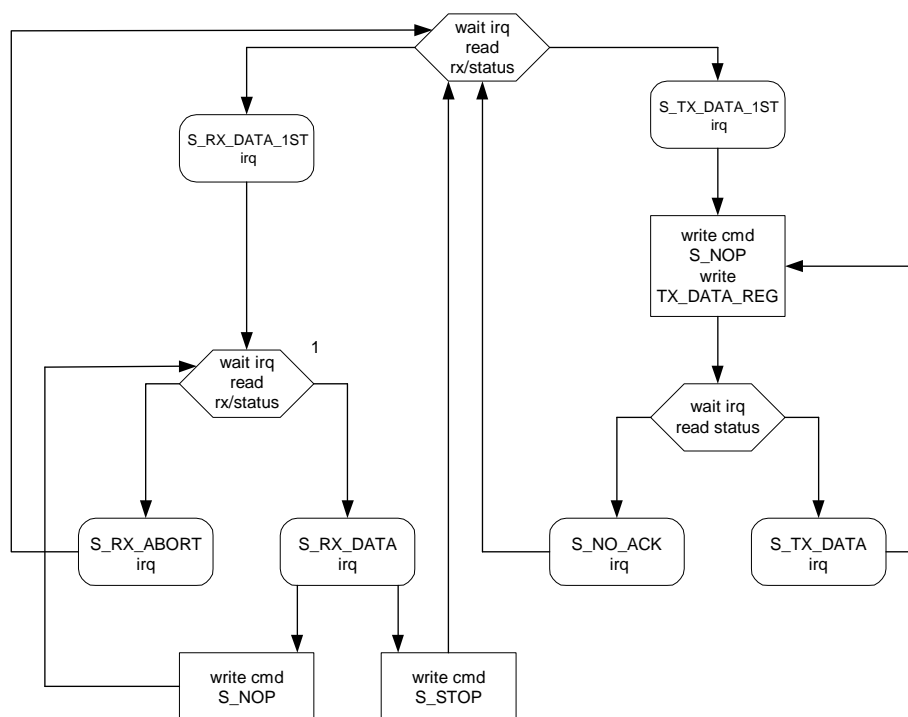 wait irq
read
rx/status
S_RX_DATA_1ST
irq
S_TX_DATA_1ST
irq
write cmd
S_NOP
write
TX_DATA_REG
1
wait irq
read
rx/status
wait irq
read status
S_RX_ABORT
irq
S_RX_DATA
irq
S_NO_ACK
irq
S_TX_DATA
irq
write cmd
S_NOP
write cmd
S_STOP